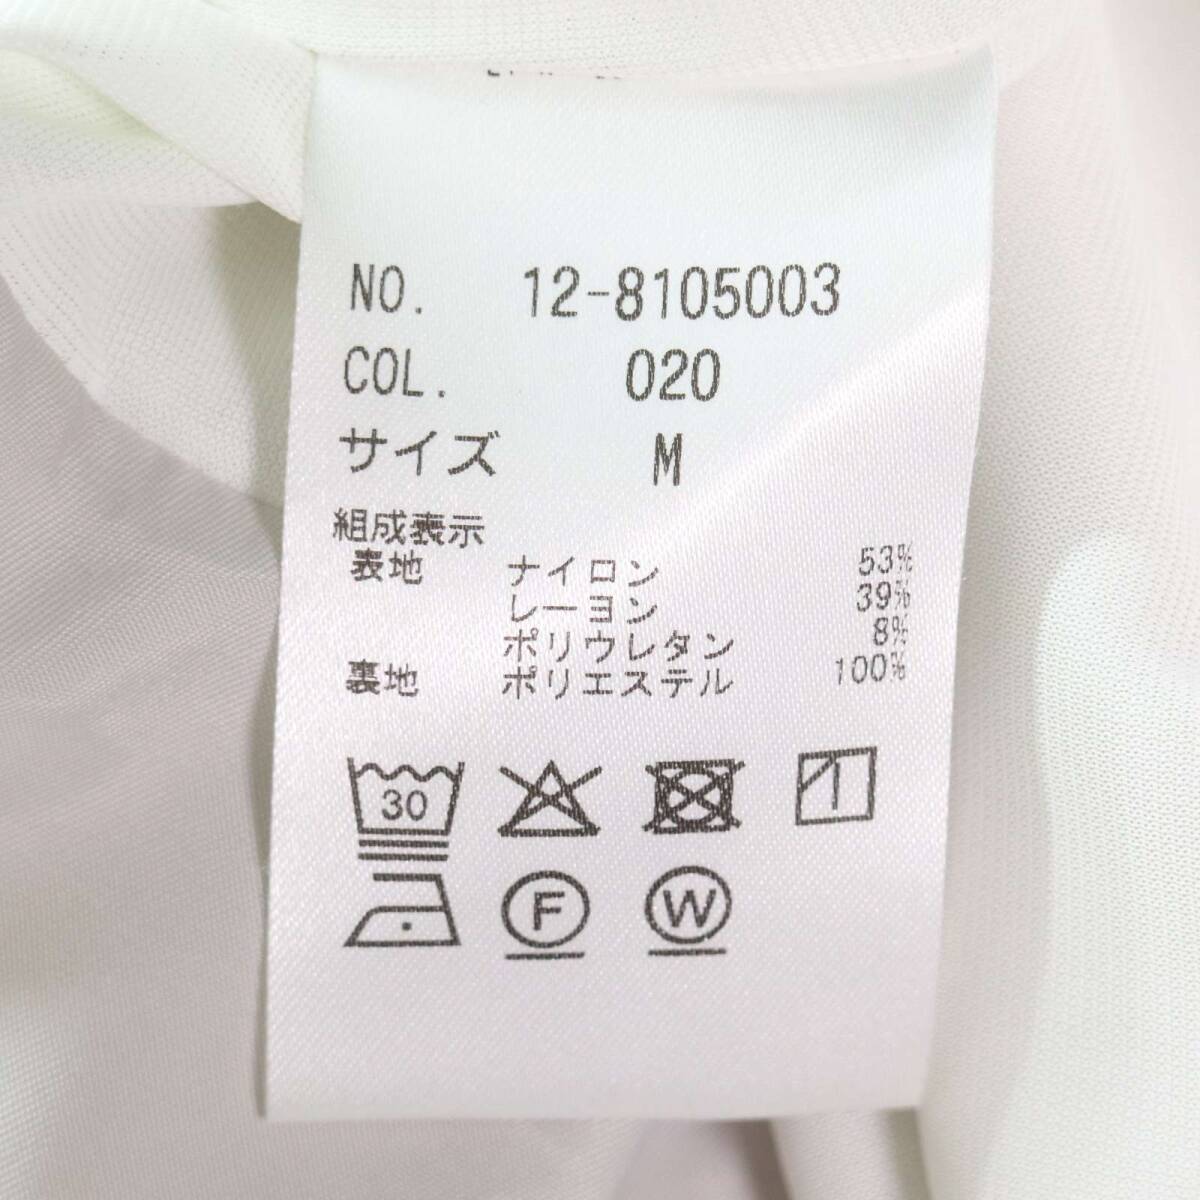 NO. 12-8105003
COL. 020
サイズ M
組成表示
表地 ナイロン 53%
レーヨン 39%
ポリウレタン 8%
裏地 ポリエステル 100%
30
F W